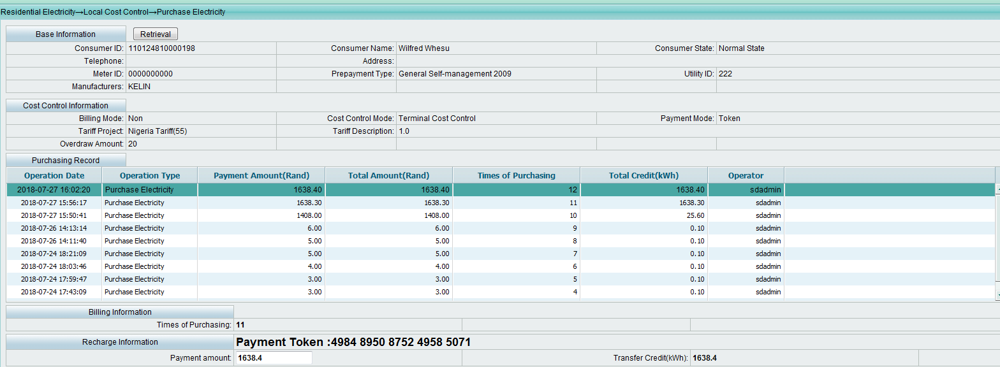 Residential Electricity→Local Cost Control→Purchase Electricity
Base Information Retrieval
Consumer ID: 110124810000198 Consumer Name: Wilfred Whesu Consumer State: Normal State
Telephone: Address:
Meter ID: 0000000000 Prepayment Type: General Self-management 2009 Utility ID: 222
Manufacturers: KELIN
Cost Control Information
Billing Mode: Non Cost Control Mode: Terminal Cost Control Payment Mode: Token
Tariff Project: Nigeria Tariff(55) Tariff Description: 1.0
Overdraw Amount: 20
Purchasing Record
Operation Date Operation Type Payment Amount(Rand) Total Amount(Rand) Times of Purchasing Total Credit(kWh) Operator
2018-07-27 16:02:20 Purchase Electricity 1638.40 1638.40 12 1638.40 sdadmin
2018-07-27 15:56:17 Purchase Electricity 1638.30 1638.30 11 1638.30 sdadmin
2018-07-27 15:50:41 Purchase Electricity 1408.00 1408.00 10 25.60 sdadmin
2018-07-26 14:13:14 Purchase Electricity 6.00 6.00 9 0.10 sdadmin
2018-07-26 14:11:40 Purchase Electricity 5.00 5.00 8 0.10 sdadmin
2018-07-24 18:21:09 Purchase Electricity 5.00 5.00 7 0.10 sdadmin
2018-07-24 18:03:46 Purchase Electricity 4.00 4.00 6 0.10 sdadmin
2018-07-24 17:59:47 Purchase Electricity 3.00 3.00 5 0.10 sdadmin
2018-07-24 17:43:09 Purchase Electricity 3.00 3.00 4 0.10 sdadmin
Billing Information
Times of Purchasing: 11
Recharge Information Payment Token :4984 8950 8752 4958 5071
Payment amount: 1638.4 Transfer Credit(kWh): 1638.4